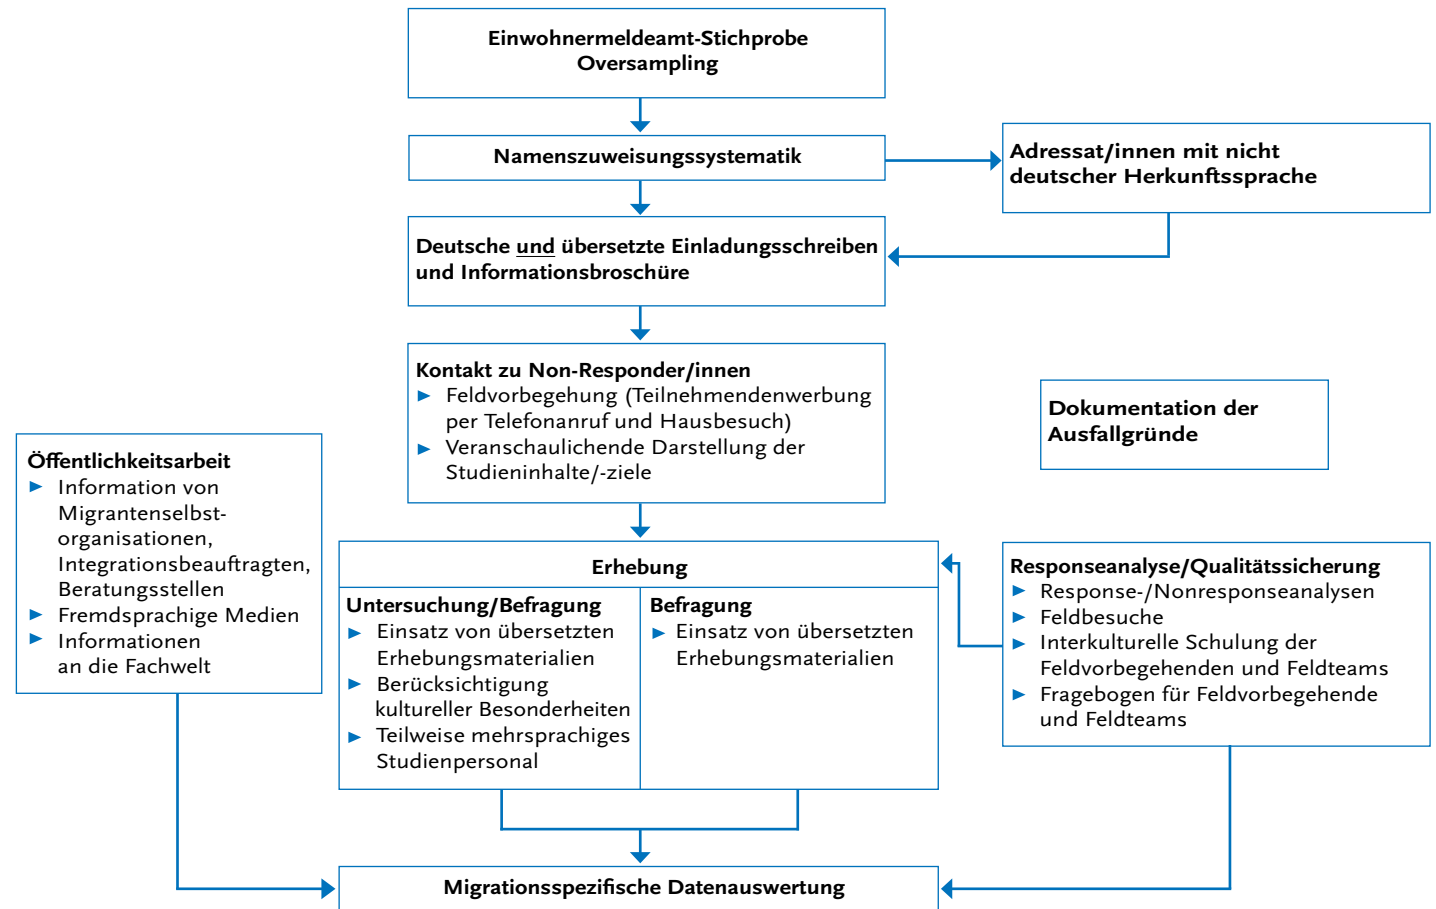 Einwohnermeldeamt-Stichprobe
Oversampling
Namenszuweisungssystematik
Adressat/innen mit nicht
deutscher Herkunftssprache
Deutsche und übersetzte Einladungsschreiben
und Informationsbroschüre
Kontakt zu Non-Responder/innen
► Feldvorbegehung (Teilnehmendenwerbung
per Telefonanruf und Hausbesuch)
► Veranschaulichende Darstellung der
Studieninhalte/-ziele
Dokumentation der
Ausfallgründe
Öffentlichkeitsarbeit
► Information von
Migrantenselbst-
organisationen,
Integrationsbeauftragten,
Beratungsstellen
► Fremdsprachige Medien
► Informationen
an die Fachwelt
Erhebung
Untersuchung/Befragung
► Einsatz von übersetzten
Erhebungsmaterialien
► Berücksichtigung
kultureller Besonderheiten
► Teilweise mehrsprachiges
Studienpersonal
Befragung
► Einsatz von übersetzten
Erhebungsmaterialien
Responseanalyse/Qualitätssicherung
► Response-/Nonresponseanalysen
► Feldbesuche
► Interkulturelle Schulung der
Feldvorbegehenden und Feldteams
► Fragebogen für Feldvorbegehende
und Feldteams
Migrationsspezifische Datenauswertung